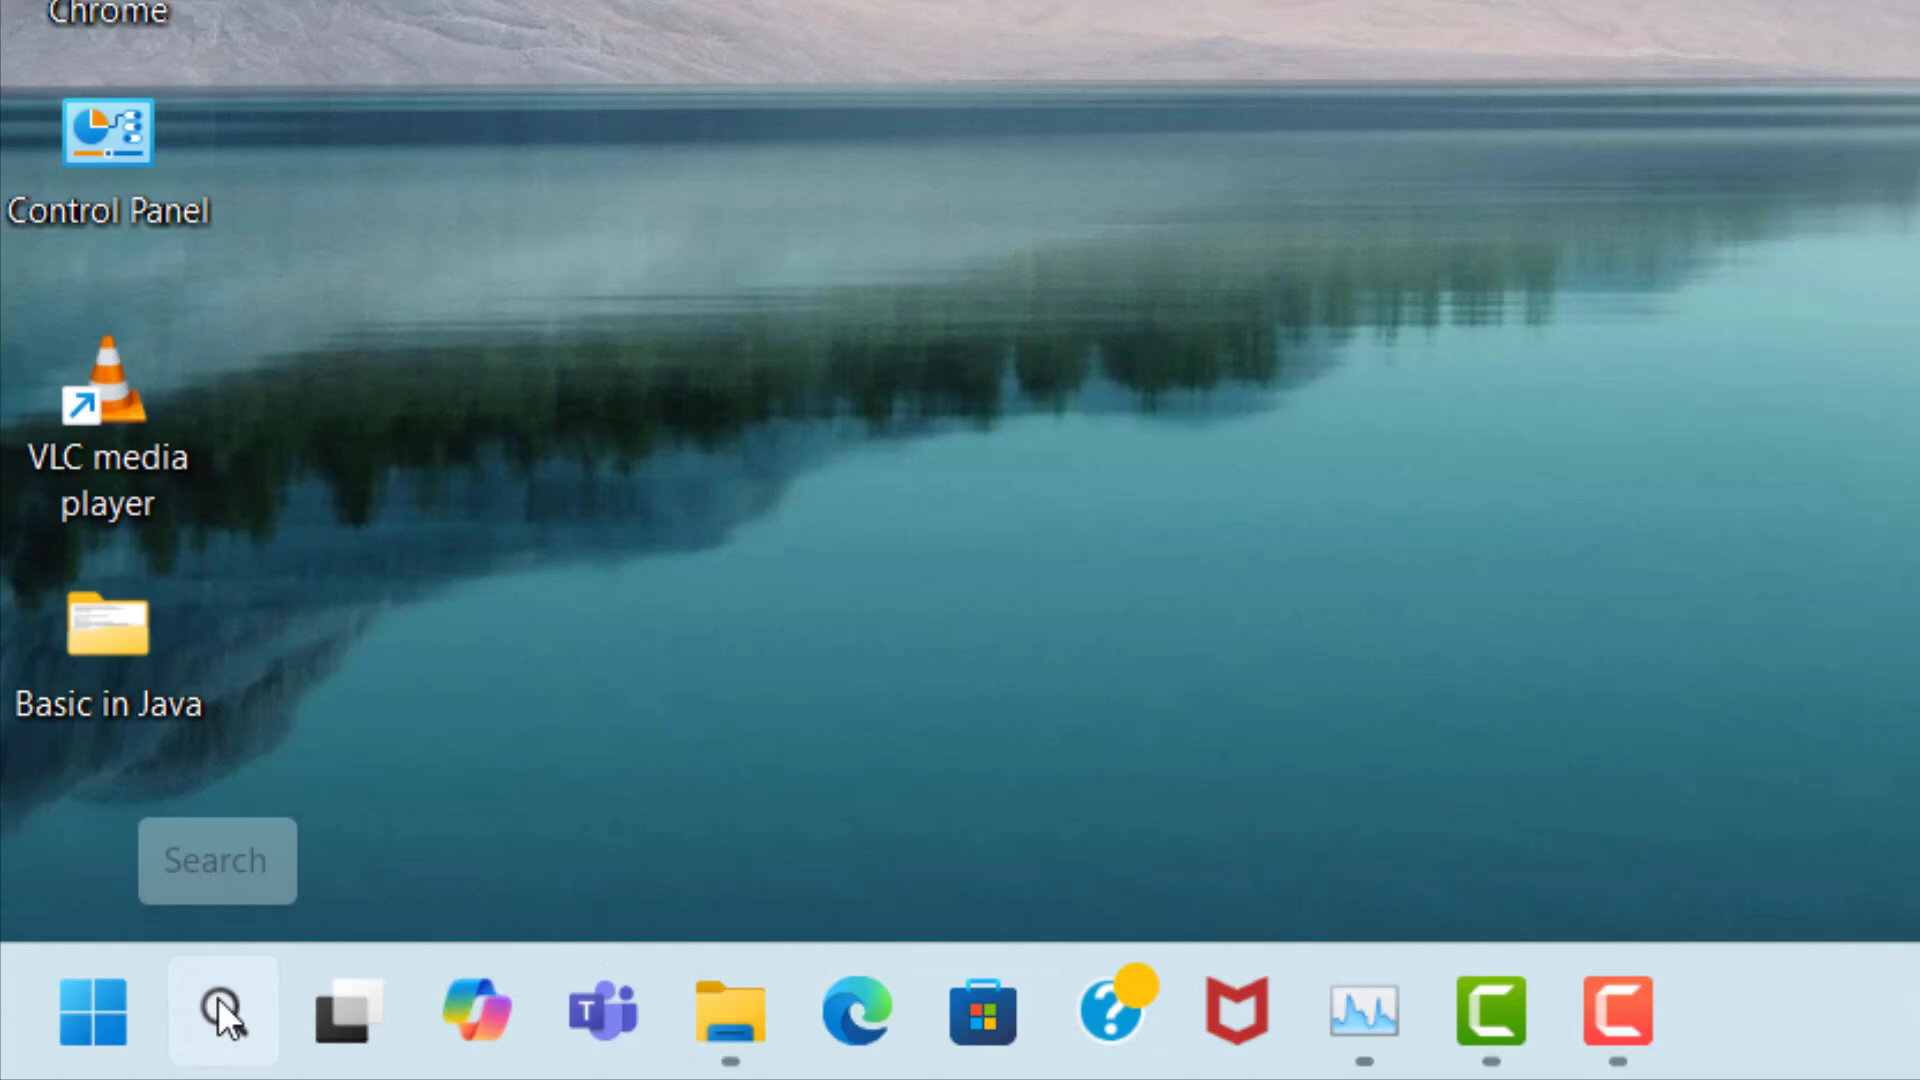 Chrome
Control Panel
VLC media
player
Basic in Java
Search
T
?